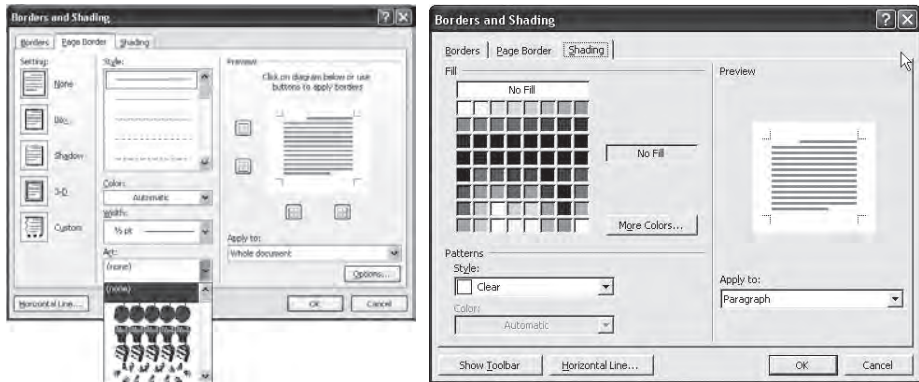 Borders and Shading
Borders Page Border Shading
Setting:
None
Box
Shadow
3-D
Custom
Style:
Color:
Automatic
Width:
½ pt
Art:
(none)
(none)
Preview
Click on diagram below or use
buttons to apply borders
Apply to:
Whole document
Options...
Horizontal Line...
OK Cancel
Borders and Shading
Borders Page Border Shading
Fill
No Fill
No Fill
More Colors...
Patterns
Style:
Clear
Color:
Automatic
Preview
Apply to:
Paragraph
Show Toolbar Horizontal Line... OK Cancel